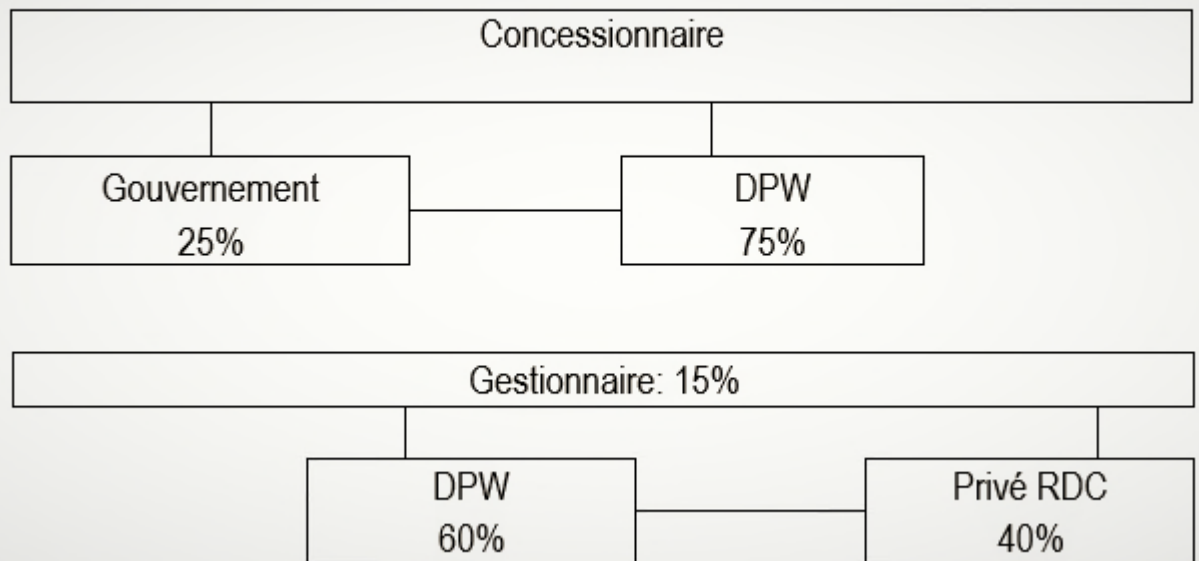 Concessionnaire
Gouvernement
25%
DPW
75%
Gestionnaire: 15%
DPW
60%
Privé RDC
40%